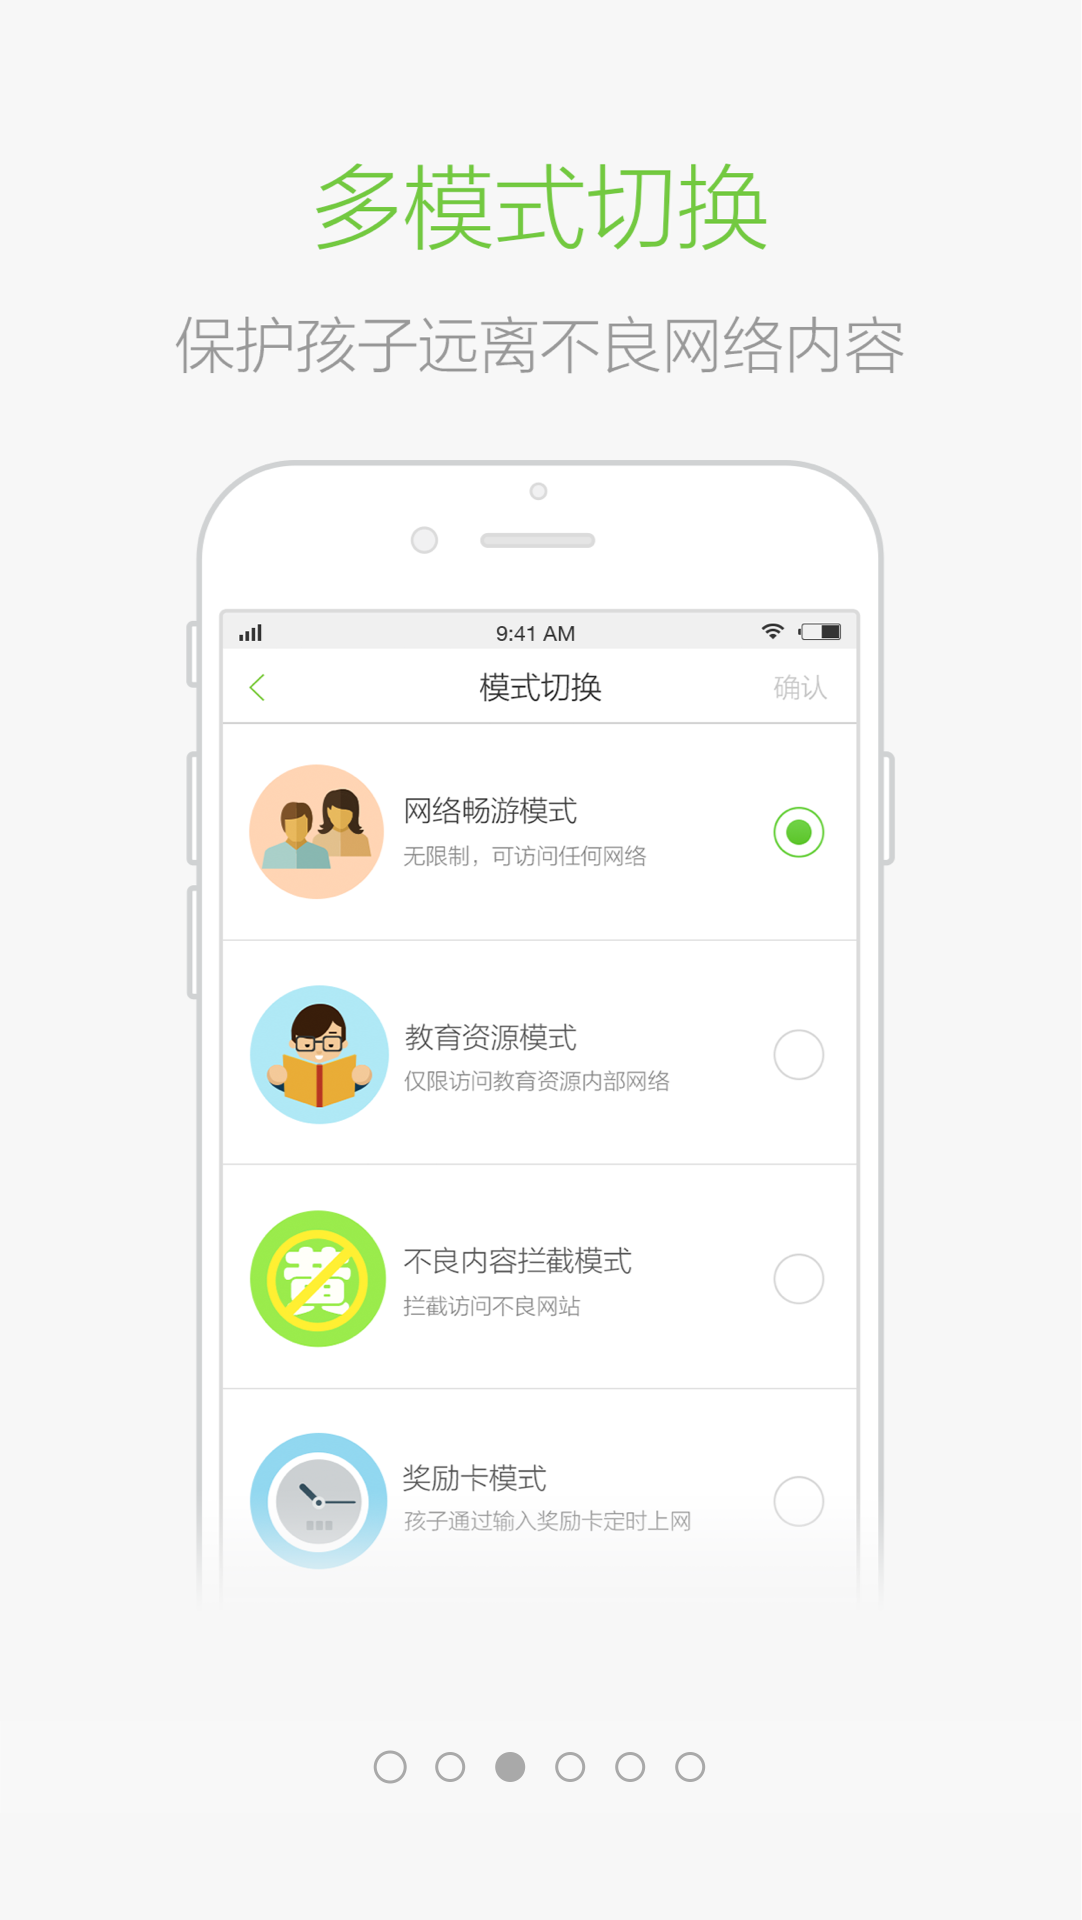 多模式切换
保护孩子远离不良网络内容
9:41 AM
模式切换
确认
网络畅游模式
无限制，可访问任何网络
教育资源模式
仅限访问教育资源内部网络
黄
不良内容拦截模式
拦截访问不良网站
奖励卡模式
孩子通过输入奖励卡定时上网